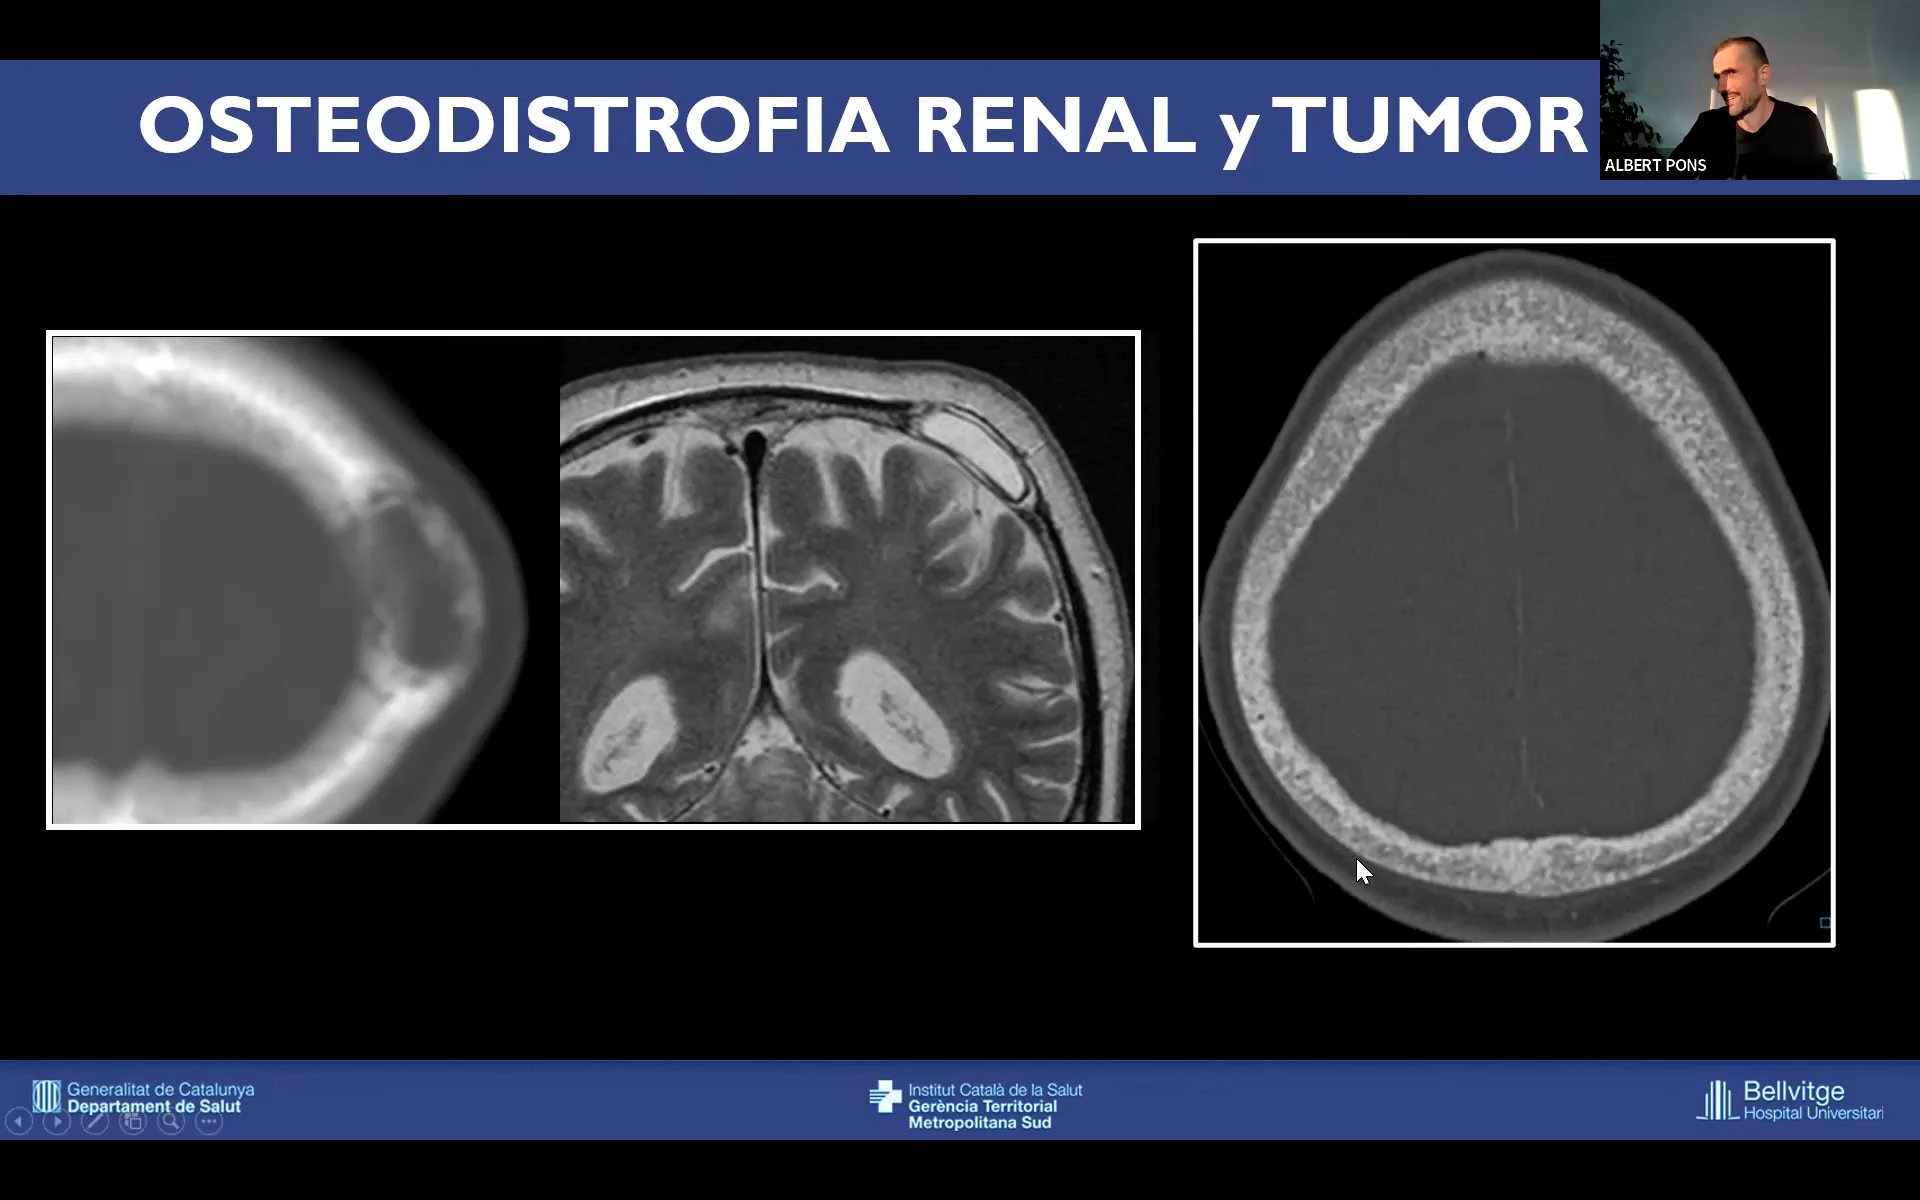 OSTEODISTROFIA RENAL y TUMOR
ALBERT PONS
Generalitat de Catalunya
Departament de Salut
Institut Català de la Salut
Gerència Territorial
Metropolitana Sud
Bellvitge
Hospital Universitari